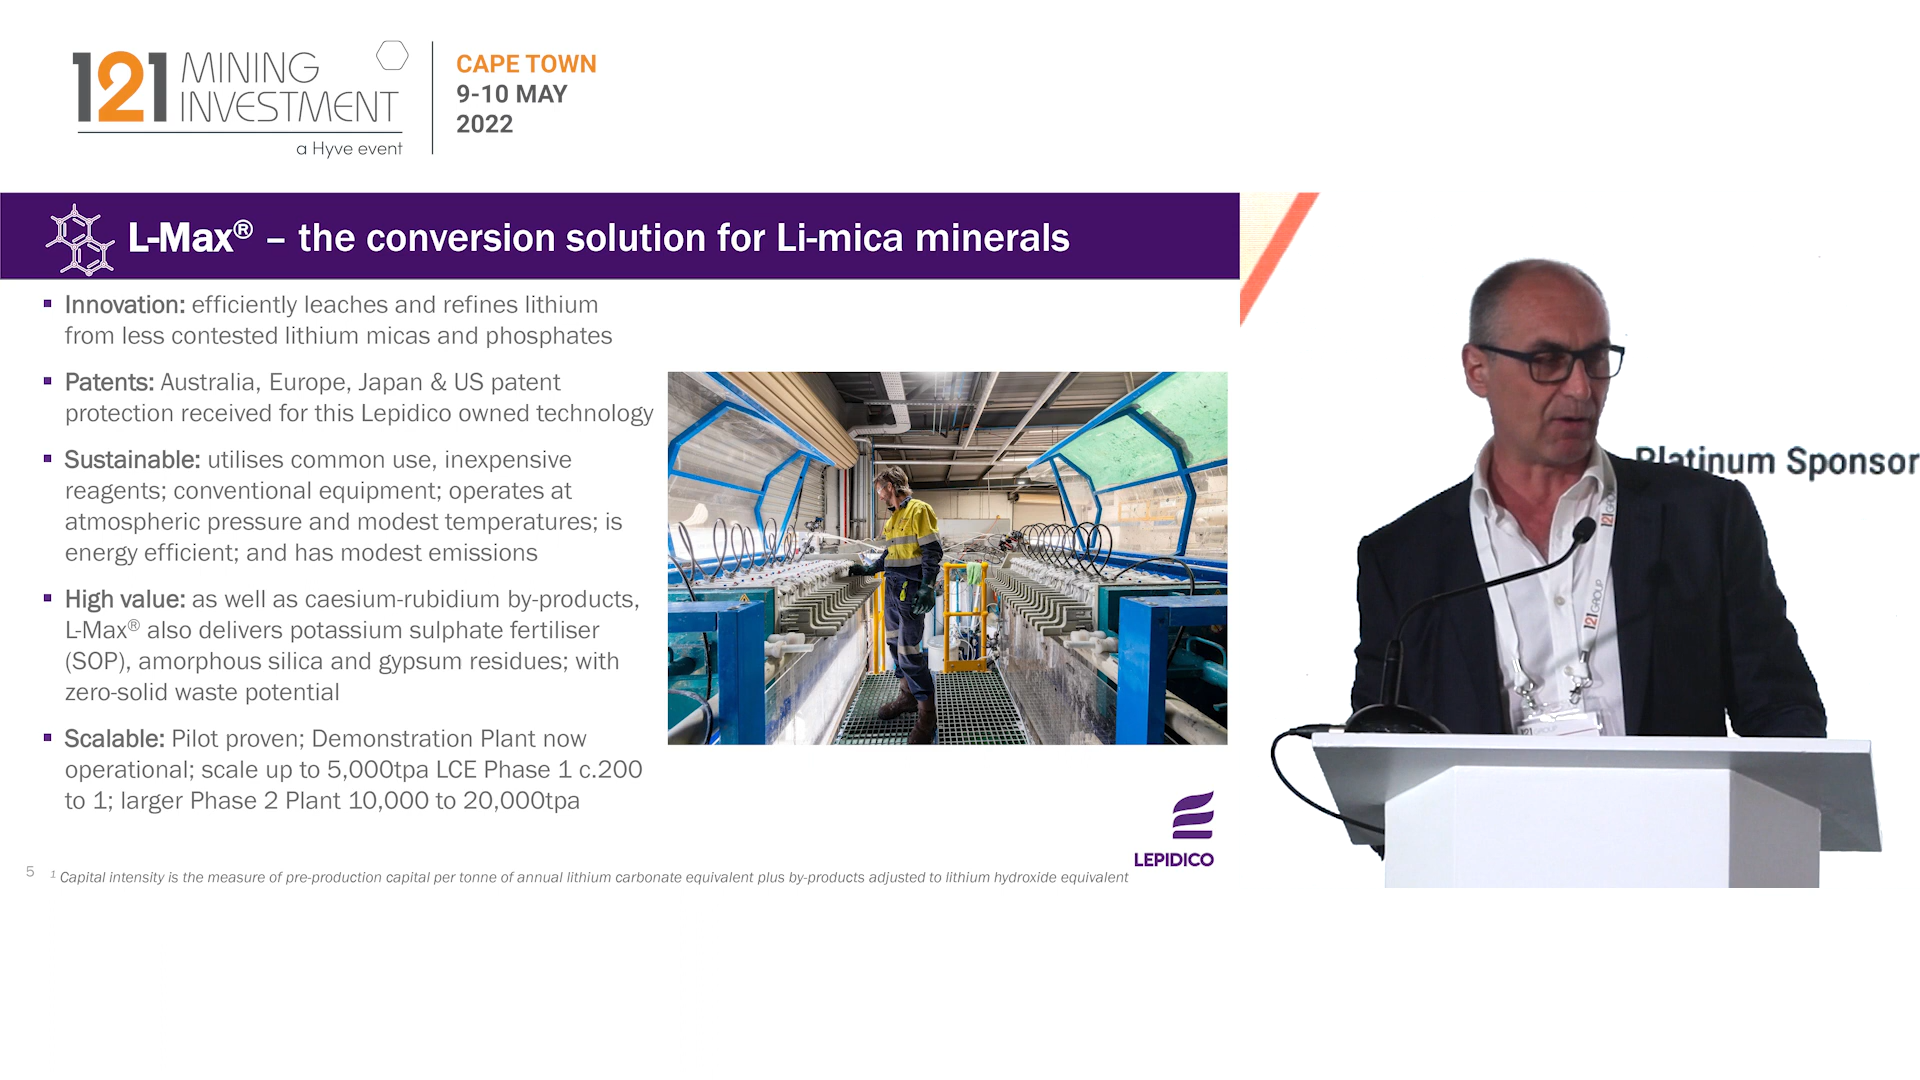 121 MINING
INVESTMENT
a Hyve event
CAPE TOWN
9-10 MAY
2022
L-Max® – the conversion solution for Li-mica minerals
▪ Innovation: efficiently leaches and refines lithium
from less contested lithium micas and phosphates
▪ Patents: Australia, Europe, Japan & US patent
protection received for this Lepidico owned technology
▪ Sustainable: utilises common use, inexpensive
reagents; conventional equipment; operates at
atmospheric pressure and modest temperatures; is
energy efficient; and has modest emissions
▪ High value: as well as caesium-rubidium by-products,
L-Max® also delivers potassium sulphate fertiliser
(SOP), amorphous silica and gypsum residues; with
zero-solid waste potential
▪ Scalable: Pilot proven; Demonstration Plant now
operational; scale up to 5,000tpa LCE Phase 1 c.200
to 1; larger Phase 2 Plant 10,000 to 20,000tpa
LEPIDICO
5
1 Capital intensity is the measure of pre-production capital per tonne of annual lithium carbonate equivalent plus by-products adjusted to lithium hydroxide equivalent
Platinum Sponsor
121 GROUP
121 GROUP